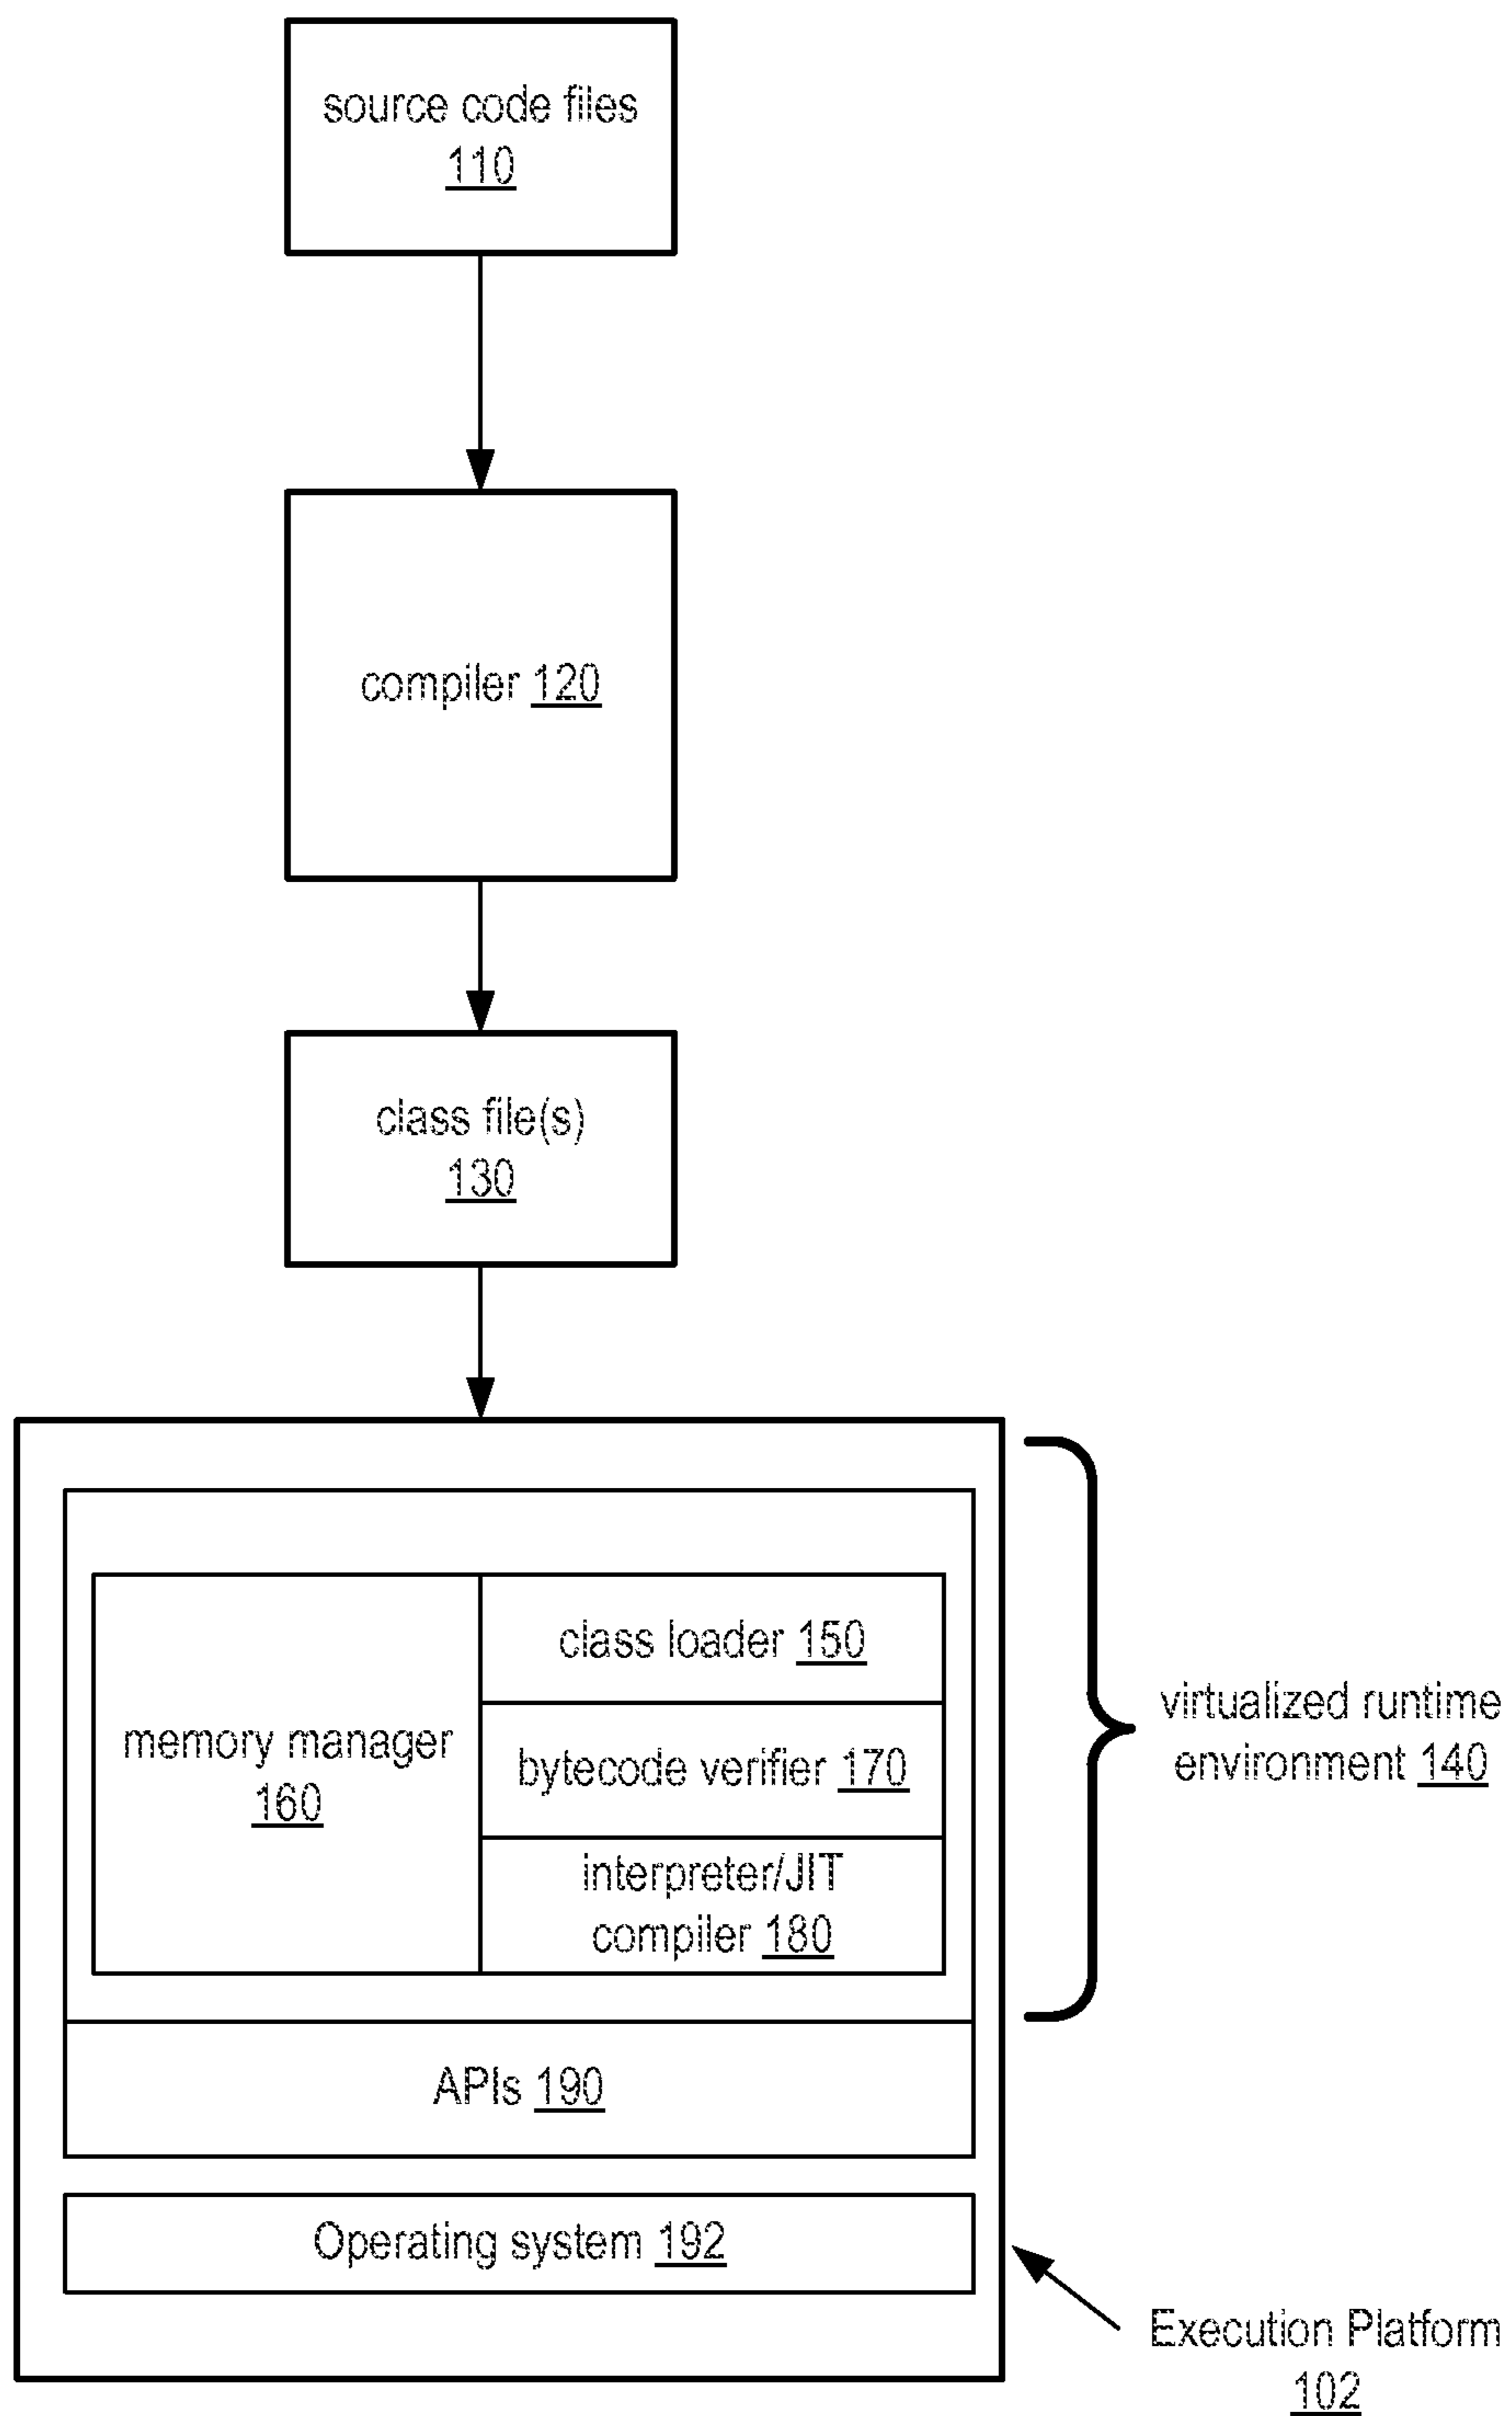 source code files
110
compiler 120
class file(s)
130
memory manager
160
class loader 150
bytecode verifier 170
interpreter/JIT
compiler 180
virtualized runtime
environment 140
APIs 190
Operating system 192
Execution Platform
102